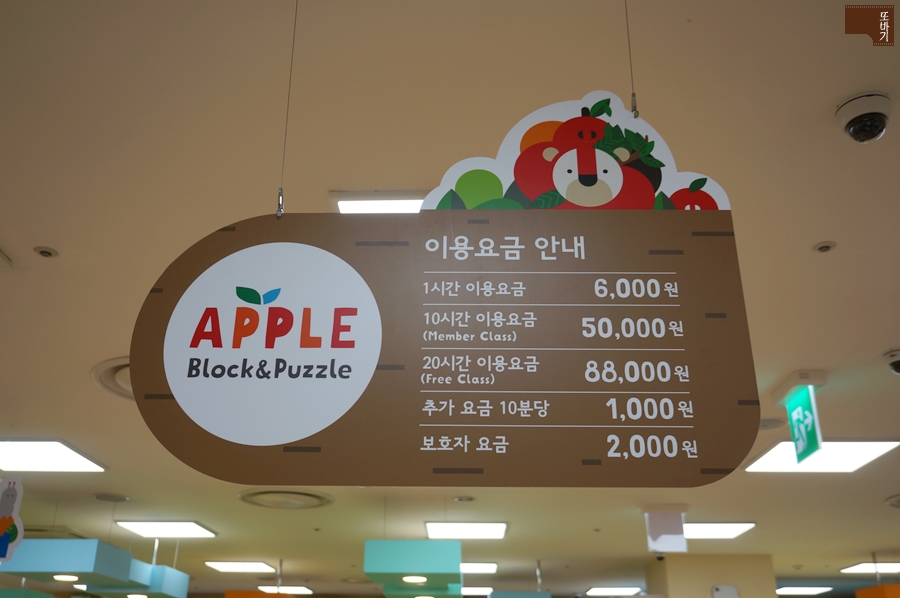 또바기
APPLE
Block&Puzzle
이용요금 안내
1시간 이용요금 6,000원
10시간 이용요금 50,000원
(Member Class)
20시간 이용요금 88,000원
(Free Class)
추가 요금 10분당 1,000원
보호자 요금 2,000원